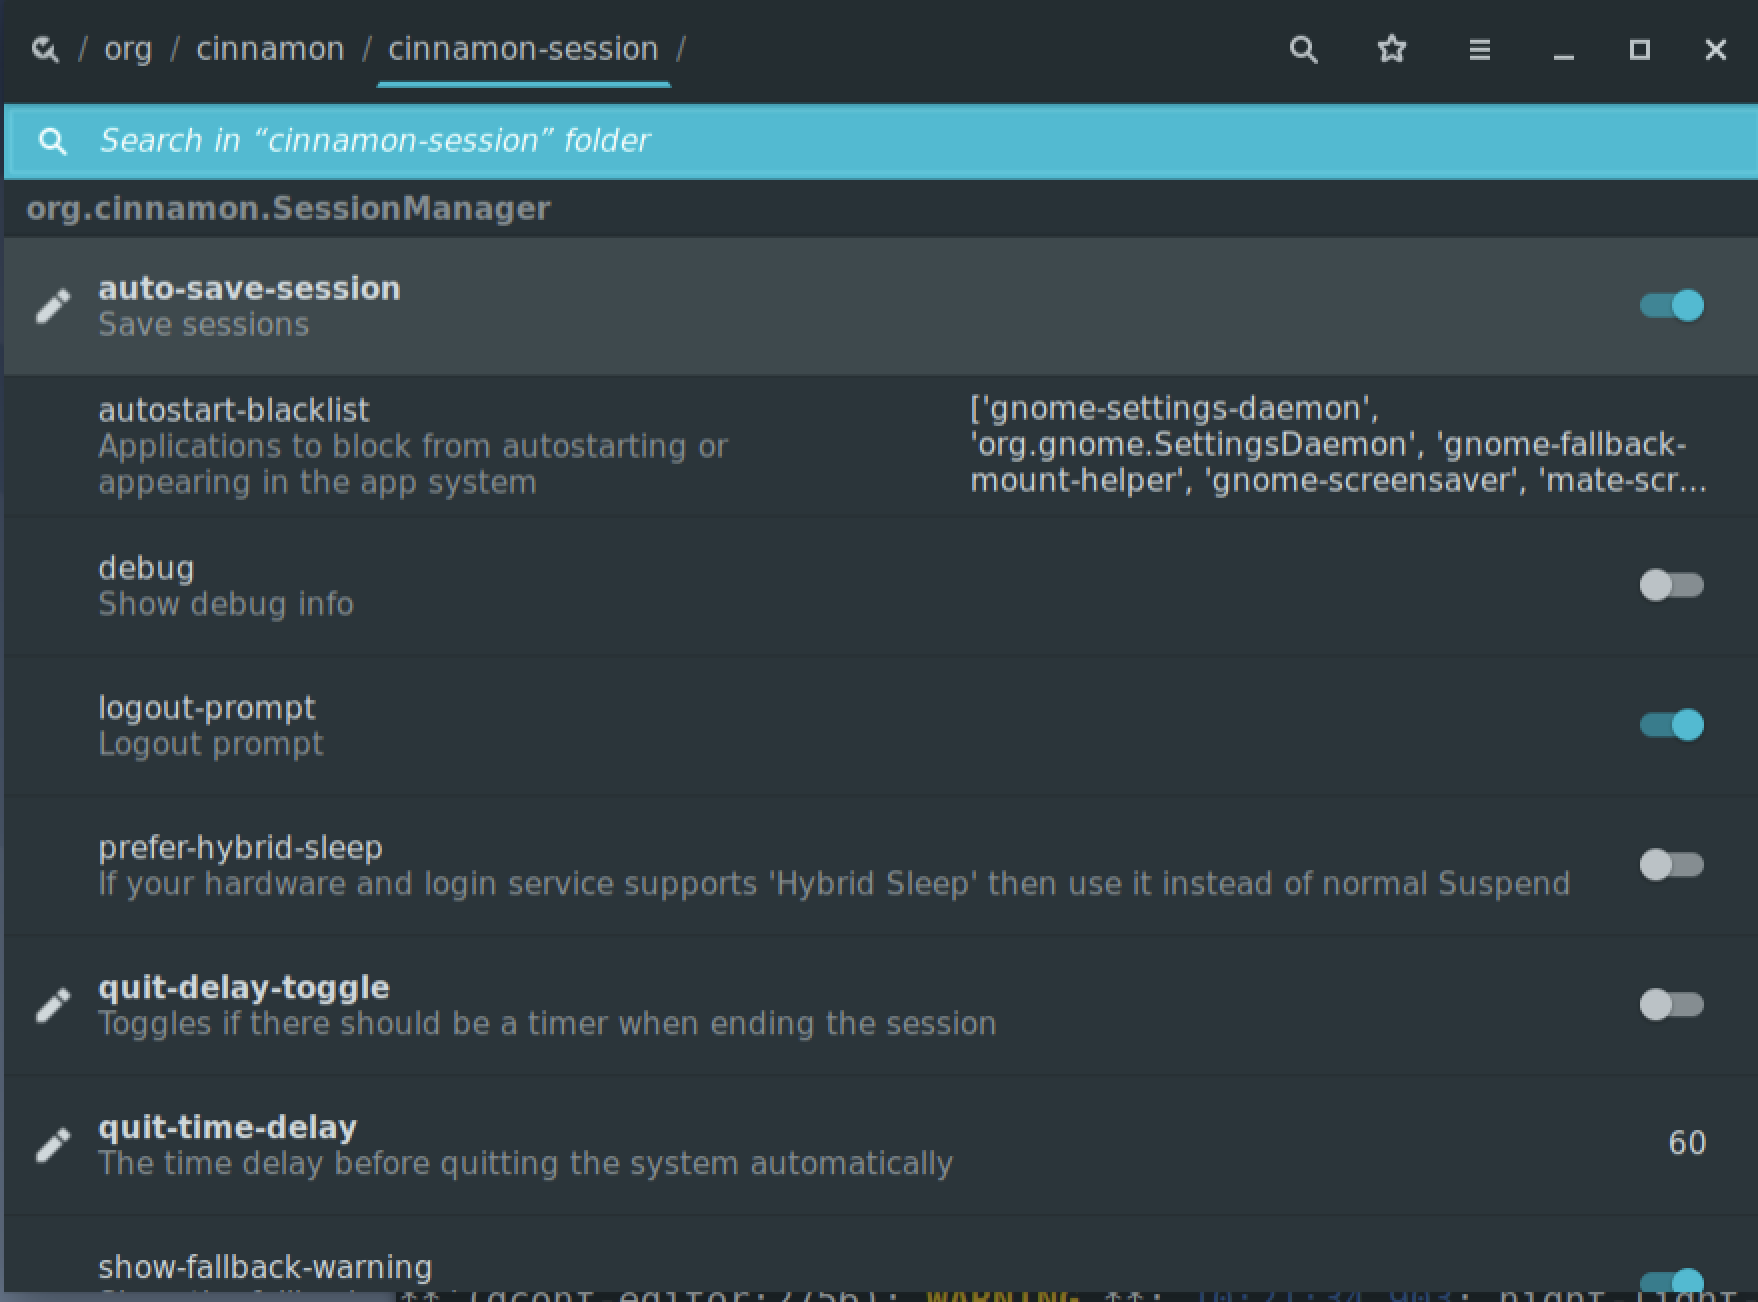 / org / cinnamon / cinnamon-session /
Search in “cinnamon-session” folder
org.cinnamon.SessionManager
auto-save-session
Save sessions
autostart-blacklist
Applications to block from autostarting or
appearing in the app system
['gnome-settings-daemon',
'org.gnome.SettingsDaemon', 'gnome-fallback-
mount-helper', 'gnome-screensaver', 'mate-scr...
debug
Show debug info
logout-prompt
Logout prompt
prefer-hybrid-sleep
If your hardware and login service supports 'Hybrid Sleep' then use it instead of normal Suspend
quit-delay-toggle
Toggles if there should be a timer when ending the session
quit-time-delay
The time delay before quitting the system automatically
60
show-fallback-warning
WARNING **: